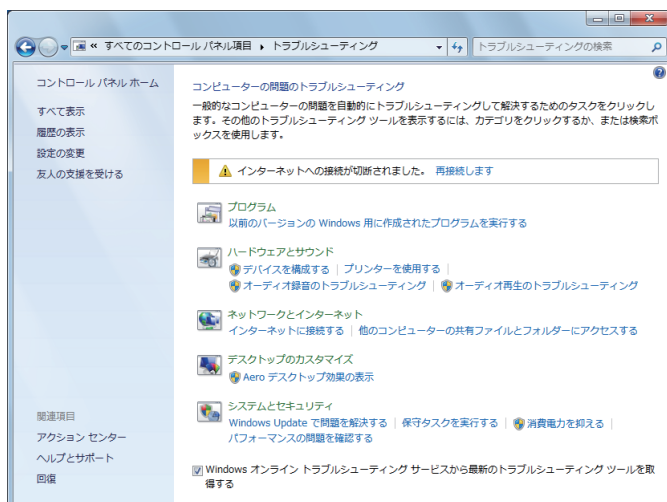 « すべてのコントロール パネル項目 ▸ トラブルシューティング
トラブルシューティングの検索
コントロール パネル ホーム
すべて表示
履歴の表示
設定の変更
友人の支援を受ける
コンピューターの問題のトラブルシューティング
一般的なコンピューターの問題を自動的にトラブルシューティングして解決するためのタスクをクリックし
ます。その他のトラブルシューティング ツールを表示するには、カテゴリをクリックするか、または検索ボ
ックスを使用します。
インターネットへの接続が切断されました。 再接続します
プログラム
以前のバージョンの Windows 用に作成されたプログラムを実行する
ハードウェアとサウンド
デバイスを構成する | プリンターを使用する |
オーディオ録音のトラブルシューティング | オーディオ再生のトラブルシューティング
ネットワークとインターネット
インターネットに接続する | 他のコンピューターの共有ファイルとフォルダーにアクセスする
デスクトップのカスタマイズ
Aero デスクトップ効果の表示
システムとセキュリティ
Windows Update で問題を解決する | 保守タスクを実行する | 消費電力を抑える |
パフォーマンスの問題を確認する
Windows オンライン トラブルシューティング サービスから最新のトラブルシューティング ツールを取
得する
関連項目
アクション センター
ヘルプとサポート
回復